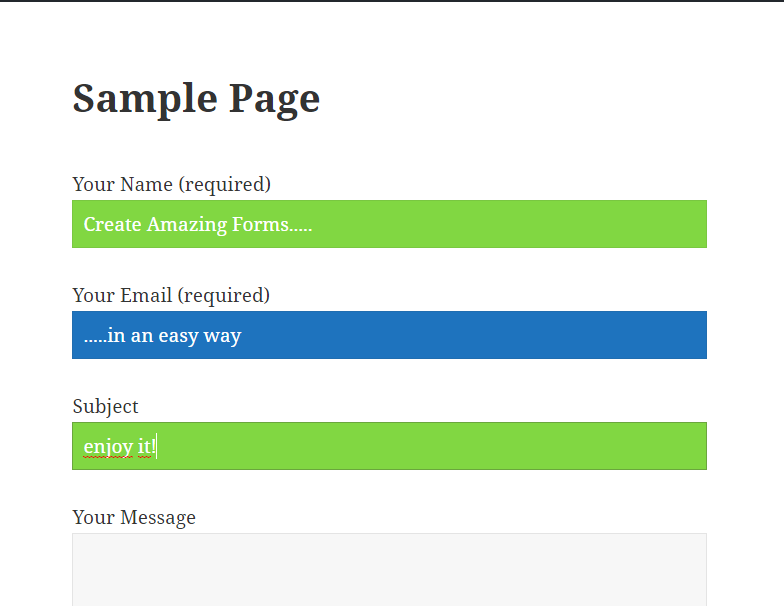 Sample Page
Your Name (required)
Create Amazing Forms.....
Your Email (required)
.....in an easy way
Subject
enjoy it!
Your Message